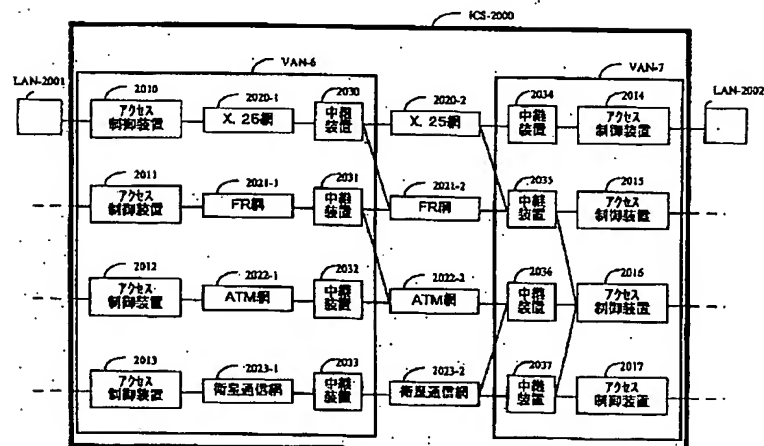 ICS-2000
VAN-6
VAN-7
LAN-2001
LAN-2002
2010
2020-1
2030
2020-2
2034
2014
アクセス
制御装置
X. 25網
中継
装置
X. 25網
中継
装置
アクセス
制御装置
2011
2021-1
2031
2021-2
2035
2015
アクセス
制御装置
FR網
中継
装置
FR網
中継
装置
アクセス
制御装置
2012
2022-1
2032
2022-2
2036
2016
アクセス
制御装置
ATM網
中継
装置
ATM網
中継
装置
アクセス
制御装置
2013
2023-1
2033
2023-2
2037
2017
アクセス
制御装置
衛星通信網
中継
装置
衛星通信網
中継
装置
アクセス
制御装置